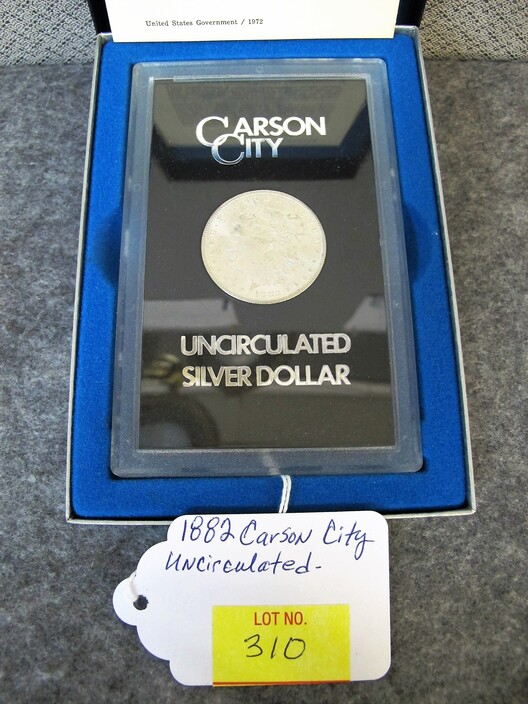 United States Government / 1972
CARSON
CITY
UNCIRCULATED
SILVER DOLLAR
1882 Carson City
Uncirculated-
LOT NO.
310